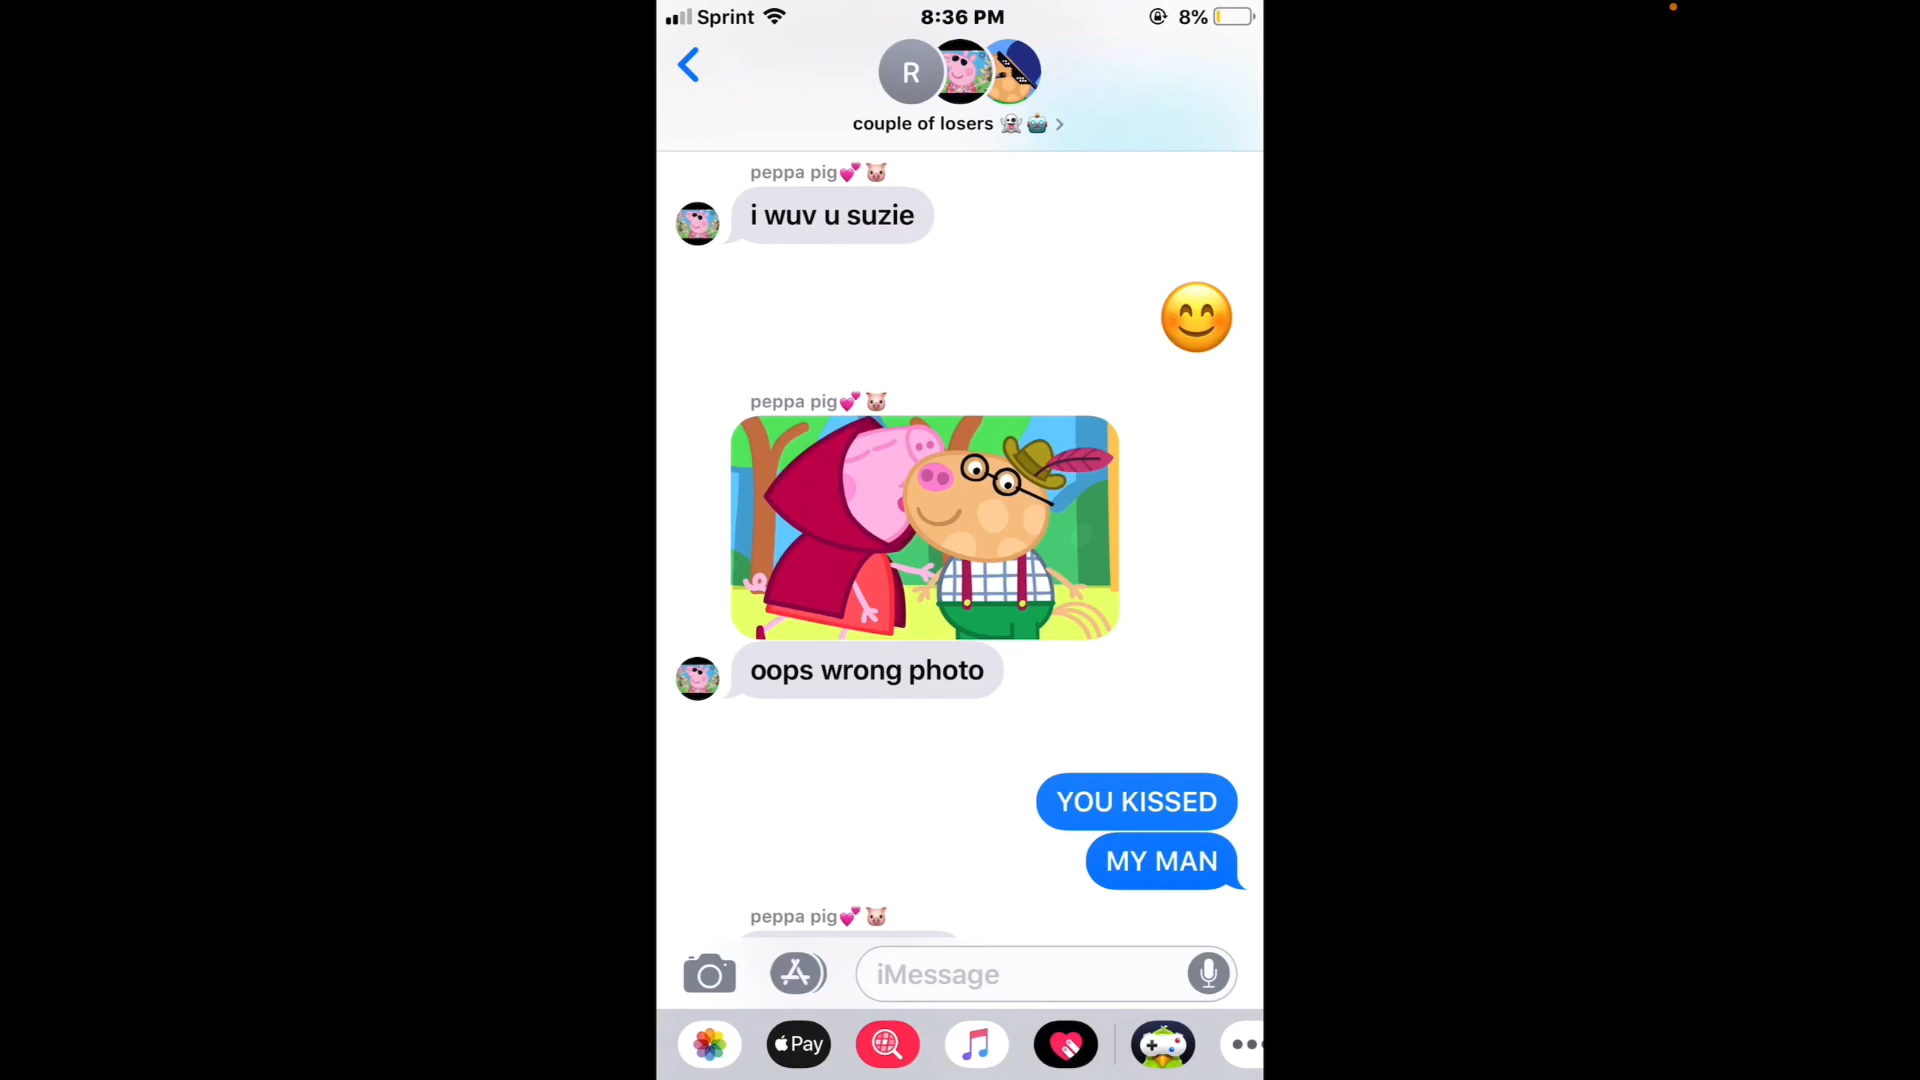 Sprint 8:36 PM 8%
R
couple of losers 👻🤖 >
peppa pig💕🐷
i wuv u suzie
😊
peppa pig💕🐷
oops wrong photo
YOU KISSED
MY MAN
peppa pig💕🐷
iMessage
Pay